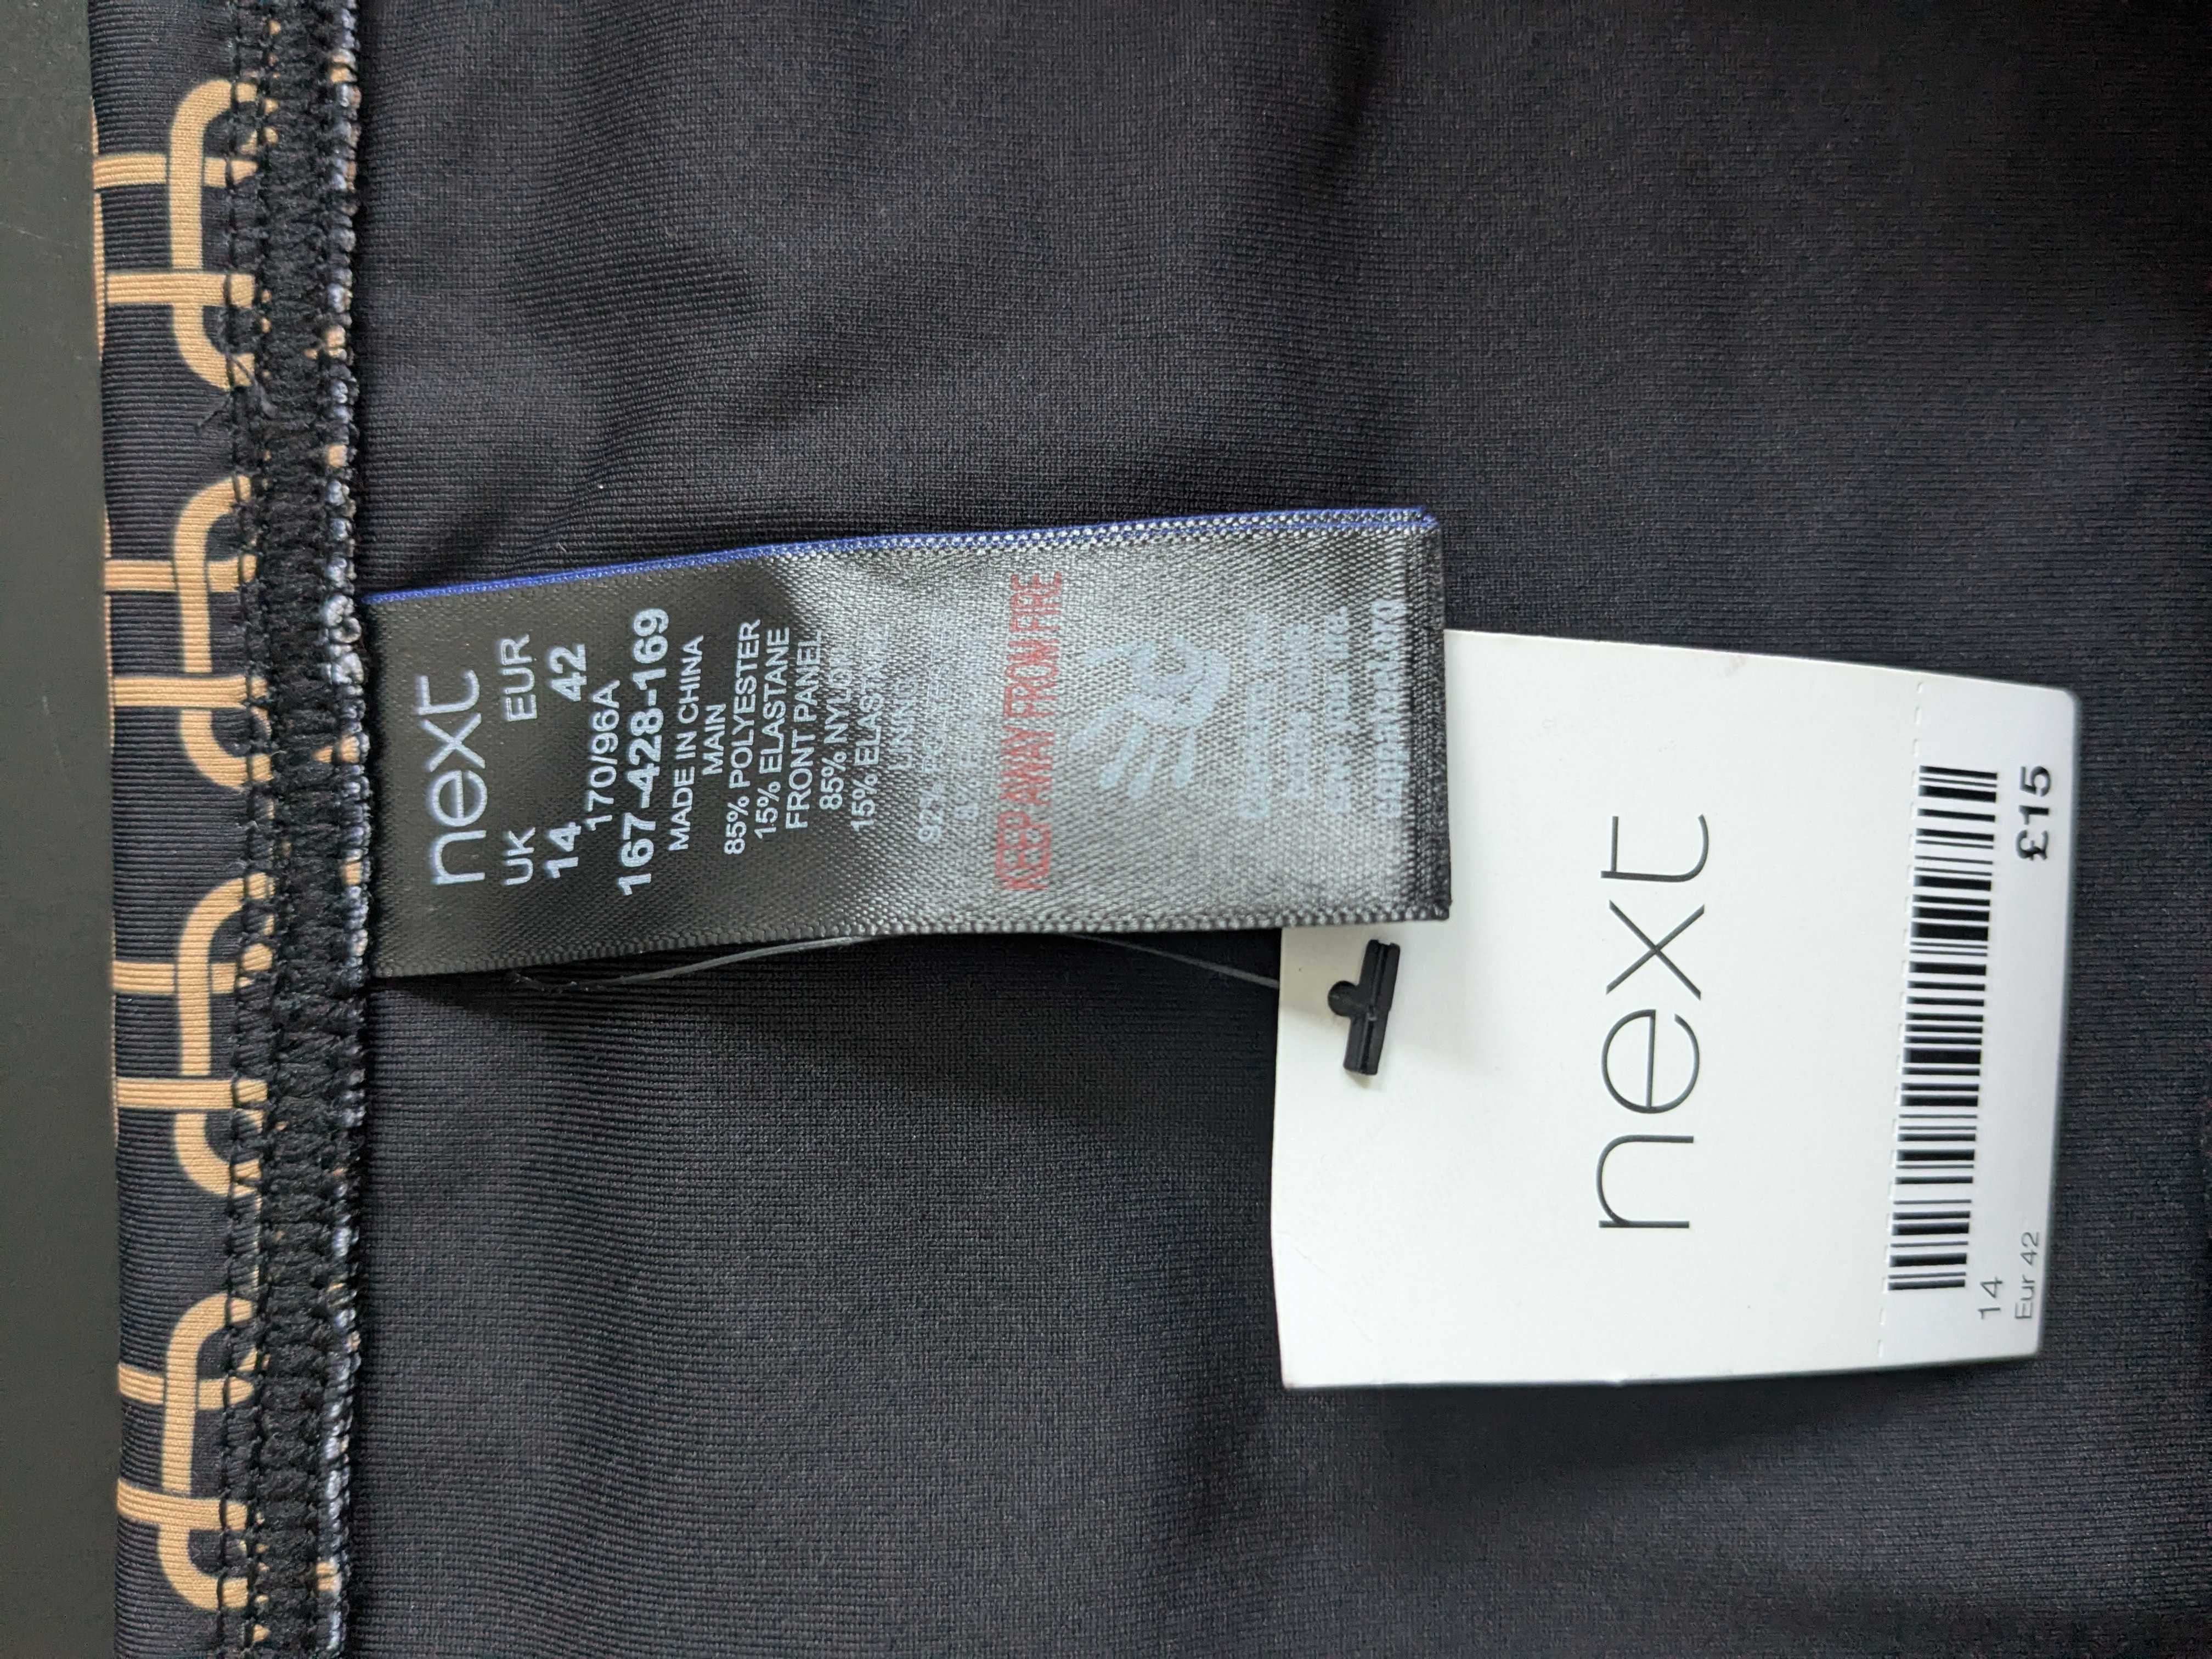 next
UK EUR
14 42
170/96A
167-428-169
MADE IN CHINA
MAIN
85% POLYESTER
15% ELASTANE
FRONT PANEL
85% NYLON
15% ELASTANE
LINING
KEEP AWAY FROM FIRE
next
14
Eur 42
£15